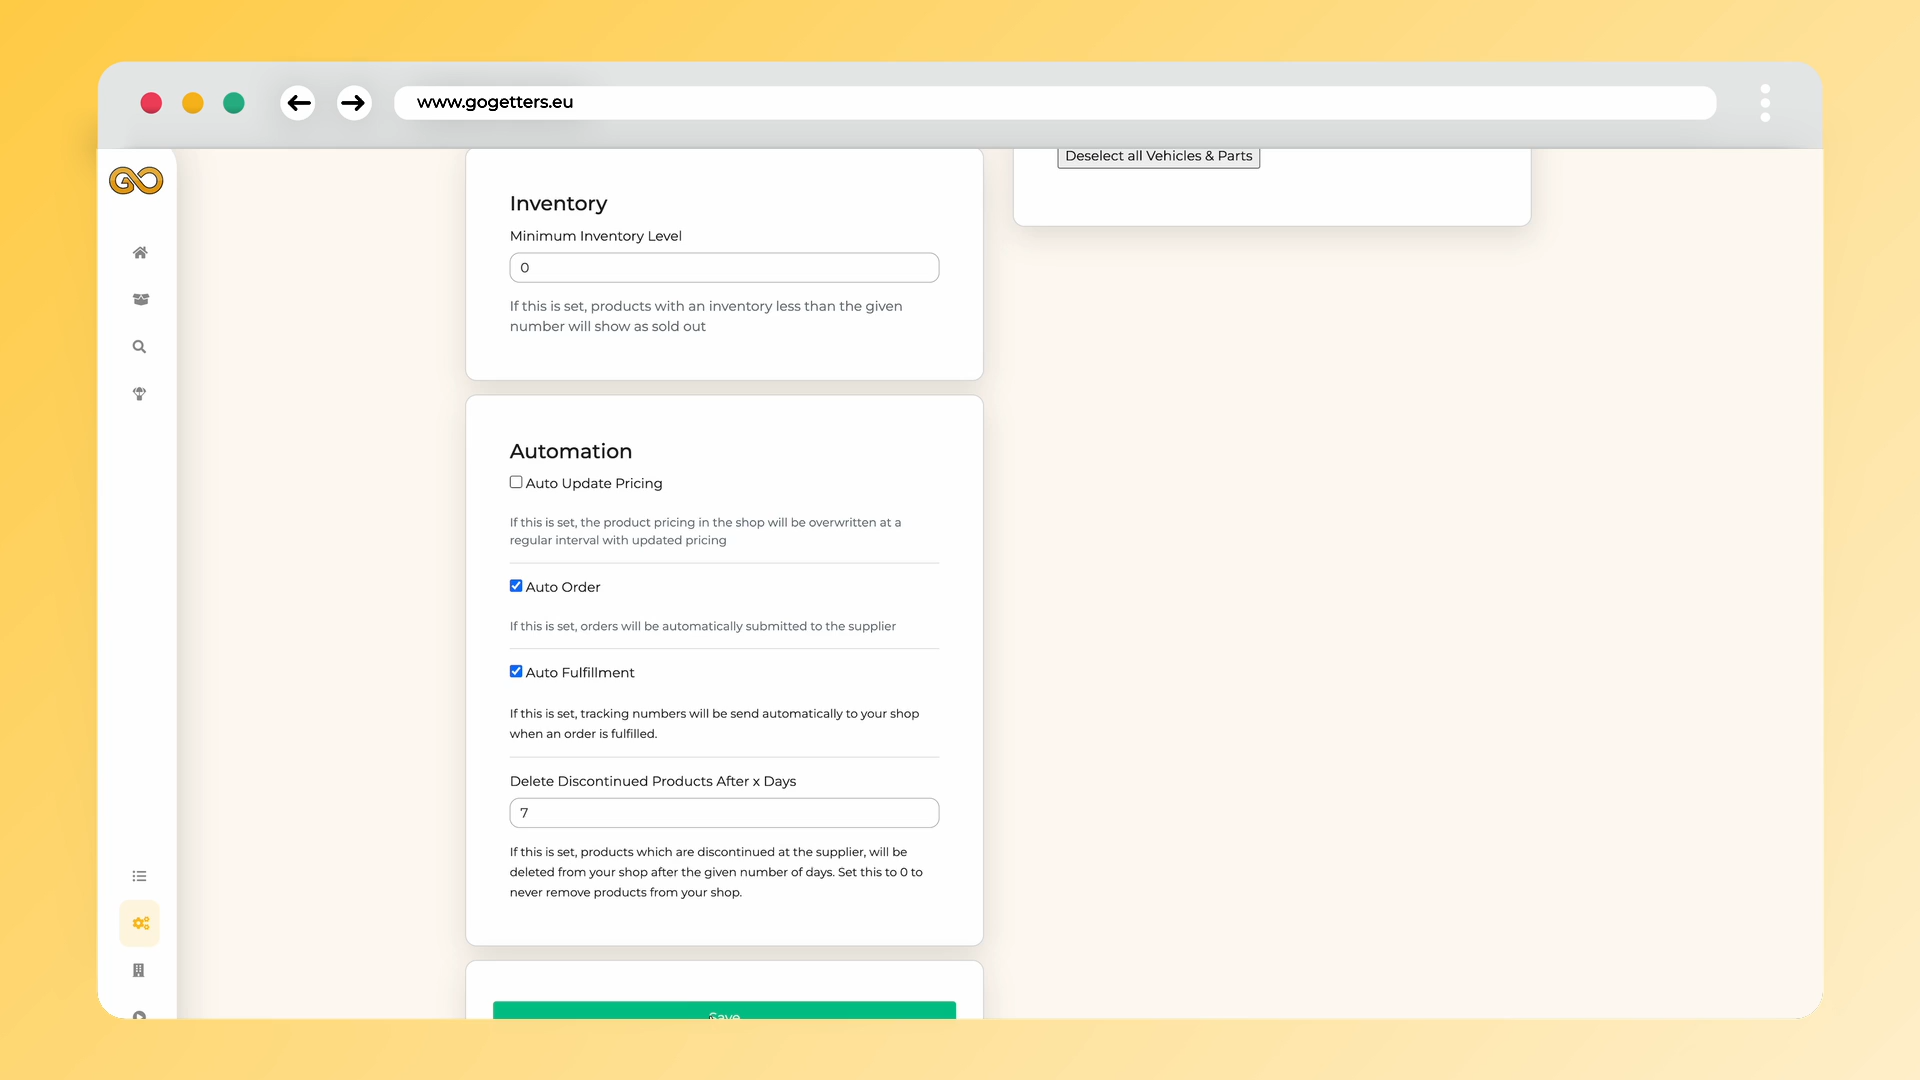 www.gogetters.eu
GO
Deselect all Vehicles & Parts
Inventory
Minimum Inventory Level
0
If this is set, products with an inventory less than the given
number will show as sold out
Automation
Auto Update Pricing
If this is set, the product pricing in the shop will be overwritten at a
regular interval with updated pricing
Auto Order
If this is set, orders will be automatically submitted to the supplier
Auto Fulfillment
If this is set, tracking numbers will be send automatically to your shop
when an order is fulfilled.
Delete Discontinued Products After x Days
7
If this is set, products which are discontinued at the supplier, will be
deleted from your shop after the given number of days. Set this to 0 to
never remove products from your shop.
Save